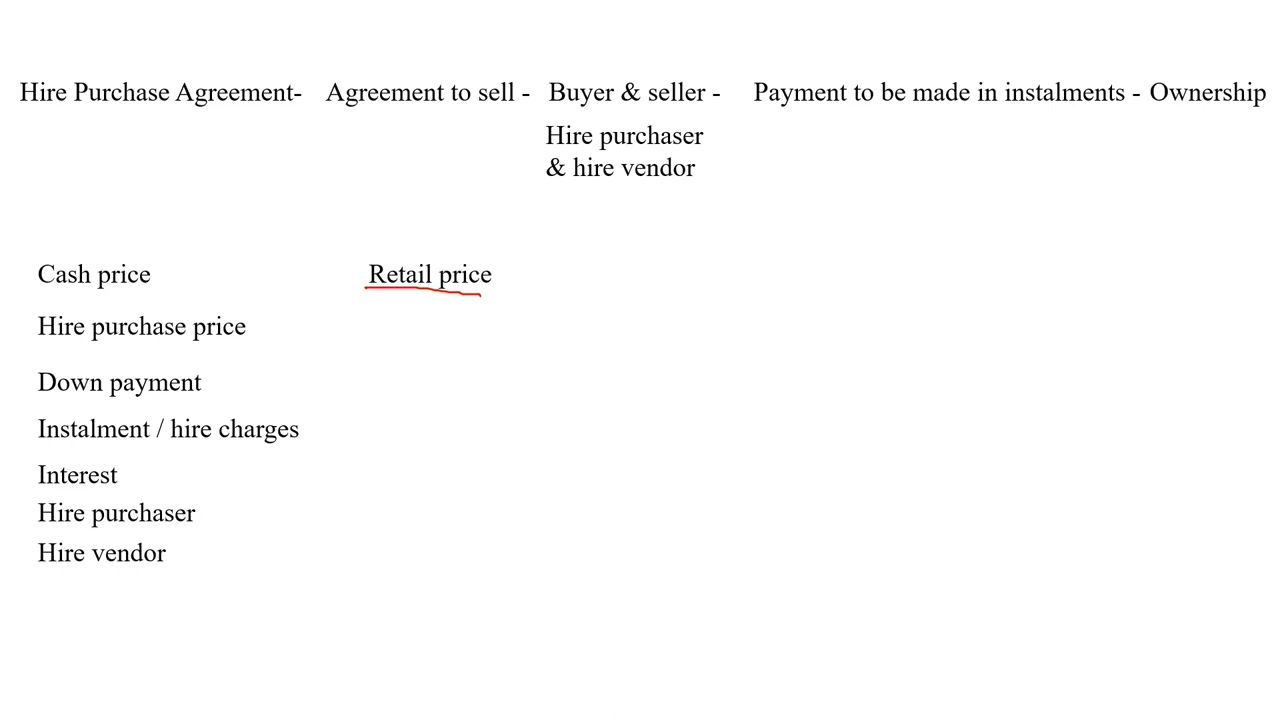 Hire Purchase Agreement- Agreement to sell - Buyer & seller - Payment to be made in instalments - Ownership
Hire purchaser
& hire vendor
Cash price Retail price
Hire purchase price
Down payment
Instalment / hire charges
Interest
Hire purchaser
Hire vendor